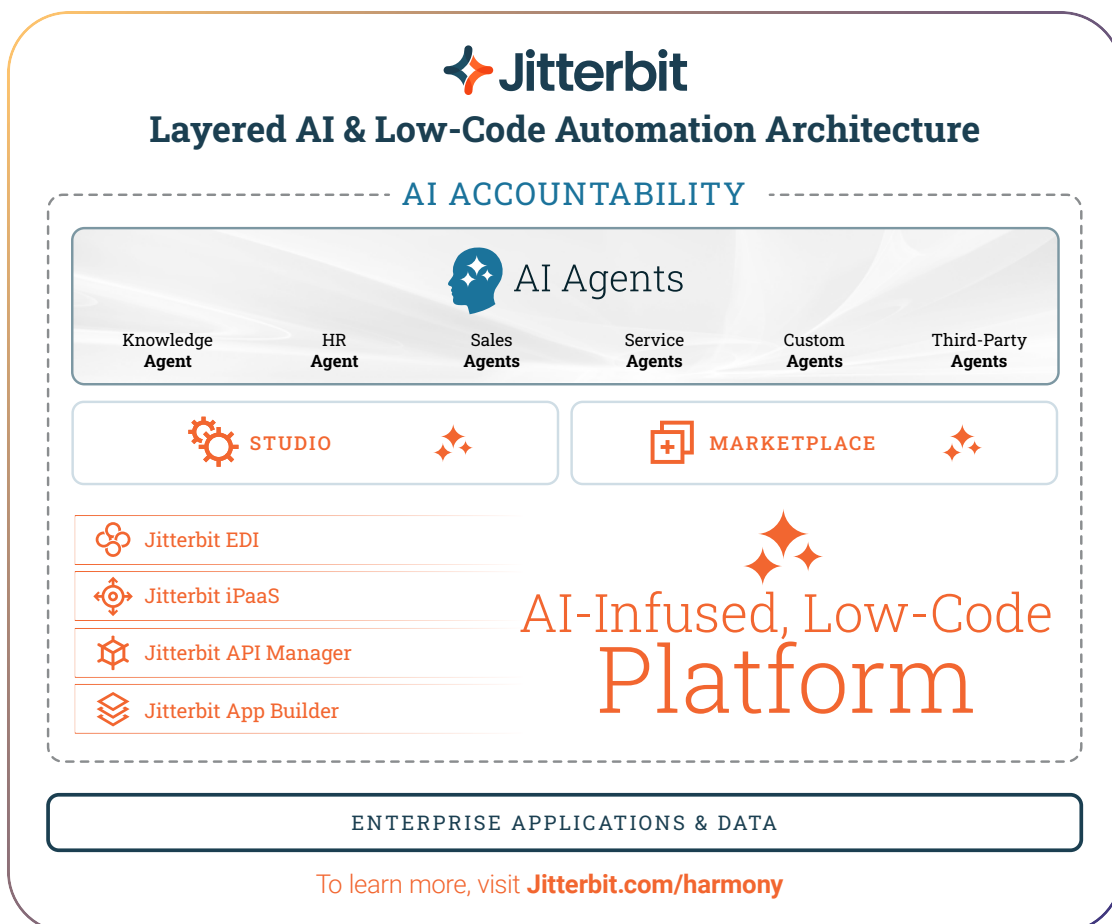 Jitterbit
Layered AI & Low-Code Automation Architecture
AI ACCOUNTABILITY
AI Agents
Knowledge Agent
HR Agent
Sales Agents
Service Agents
Custom Agents
Third-Party Agents
STUDIO
MARKETPLACE
Jitterbit EDI
Jitterbit iPaaS
Jitterbit API Manager
Jitterbit App Builder
AI-Infused, Low-Code
Platform
ENTERPRISE APPLICATIONS & DATA
To learn more, visit Jitterbit.com/harmony